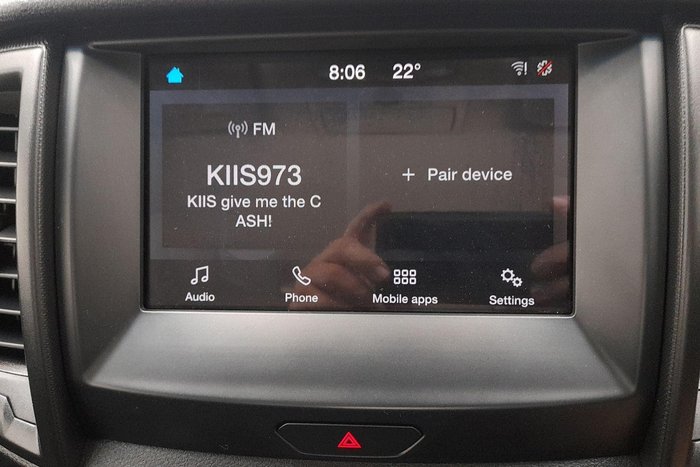 8:06 22°
FM
KIIS973
KIIS give me the C
ASH!
+ Pair device
Audio
Phone
Mobile apps
Settings